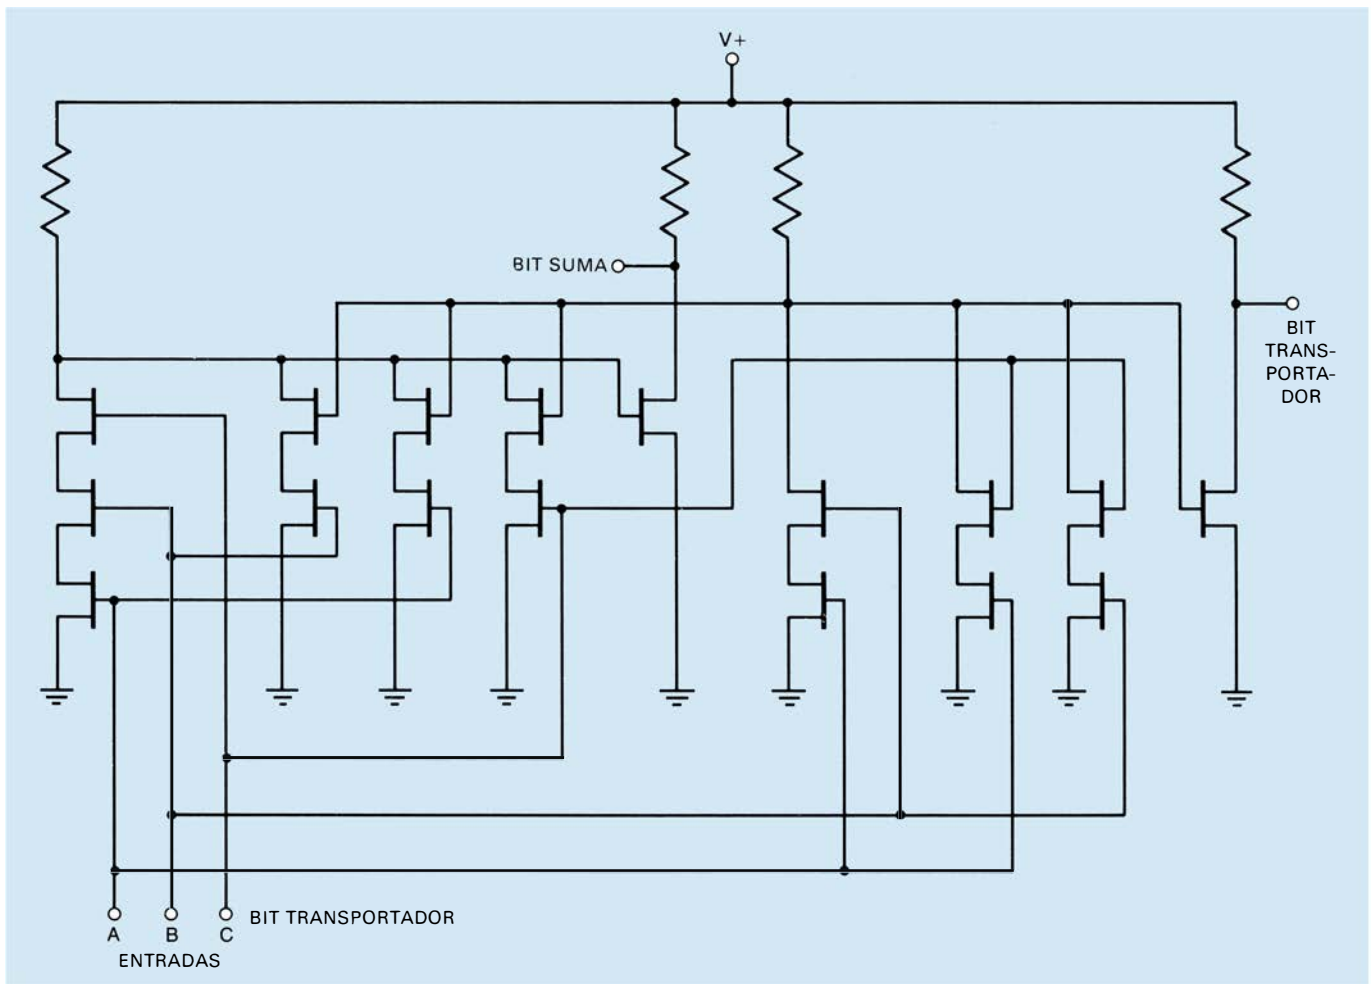 V+
BIT SUMA
BIT
TRANS-
PORTA-
DOR
BIT TRANSPORTADOR
A B C
ENTRADAS